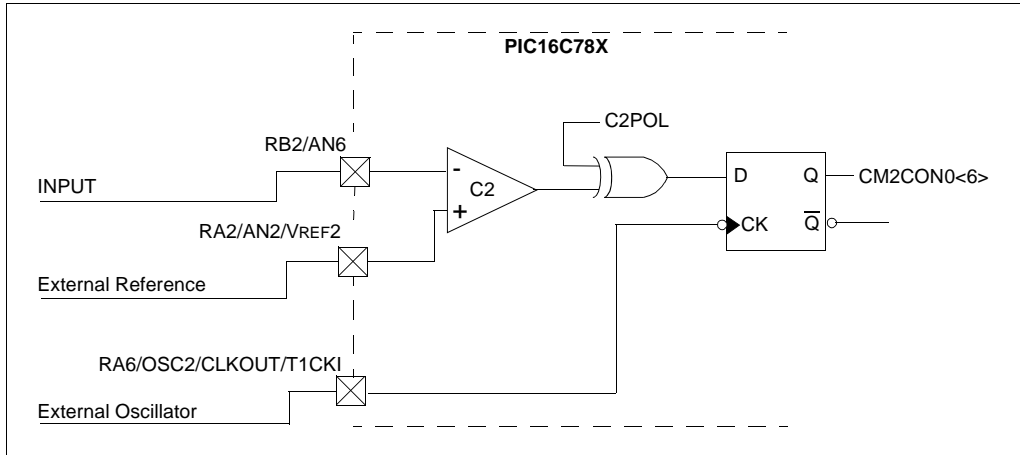 PIC16C78X
C2POL
RB2/AN6
INPUT
-
C2
+
D
Q
CM2CON0<6>
CK
Q̅
RA2/AN2/VREF2
External Reference
RA6/OSC2/CLKOUT/T1CKI
External Oscillator